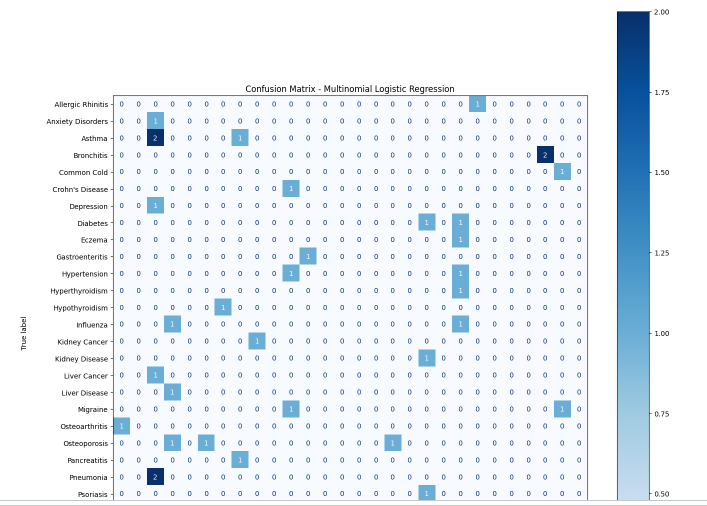 2.00
Confusion Matrix - Multinomial Logistic Regression
Allergic Rhinitis 0 0 0 0 0 0 0 0 0 0 0 0 0 0 0 0 0 0 0 0 0 1 0 0 0 0 0 0
Anxiety Disorders 0 0 1 0 0 0 0 0 0 0 0 0 0 0 0 0 0 0 0 0 0 0 0 0 0 0 0 0
Asthma 0 0 2 0 0 0 0 1 0 0 0 0 0 0 0 0 0 0 0 0 0 0 0 0 0 0 0 0
Bronchitis 0 0 0 0 0 0 0 0 0 0 0 0 0 0 0 0 0 0 0 0 0 0 0 0 0 2 0 0
Common Cold 0 0 0 0 0 0 0 0 0 0 0 0 0 0 0 0 0 0 0 0 0 0 0 0 0 0 1 0
Crohn's Disease 0 0 0 0 0 0 0 0 0 0 1 0 0 0 0 0 0 0 0 0 0 0 0 0 0 0 0 0
Depression 0 0 1 0 0 0 0 0 0 0 0 0 0 0 0 0 0 0 0 0 0 0 0 0 0 0 0 0
Diabetes 0 0 0 0 0 0 0 0 0 0 0 0 0 0 0 0 0 0 1 0 1 0 0 0 0 0 0 0
Eczema 0 0 0 0 0 0 0 0 0 0 0 0 0 0 0 0 0 0 0 0 1 0 0 0 0 0 0 0
Gastroenteritis 0 0 0 0 0 0 0 0 0 0 0 1 0 0 0 0 0 0 0 0 0 0 0 0 0 0 0 0
Hypertension 0 0 0 0 0 0 0 0 0 0 1 0 0 0 0 0 0 0 0 0 1 0 0 0 0 0 0 0
Hyperthyroidism 0 0 0 0 0 0 0 0 0 0 0 0 0 0 0 0 0 0 0 0 1 0 0 0 0 0 0 0
Hypothyroidism 0 0 0 0 0 0 1 0 0 0 0 0 0 0 0 0 0 0 0 0 0 0 0 0 0 0 0 0
Influenza 0 0 0 1 0 0 0 0 0 0 0 0 0 0 0 0 0 0 0 0 1 0 0 0 0 0 0 0
Kidney Cancer 0 0 0 0 0 0 0 0 1 0 0 0 0 0 0 0 0 0 0 0 0 0 0 0 0 0 0 0
Kidney Disease 0 0 0 0 0 0 0 0 0 0 0 0 0 0 0 0 0 0 1 0 0 0 0 0 0 0 0 0
Liver Cancer 0 0 1 0 0 0 0 0 0 0 0 0 0 0 0 0 0 0 0 0 0 0 0 0 0 0 0 0
Liver Disease 0 0 0 1 0 0 0 0 0 0 0 0 0 0 0 0 0 0 0 0 0 0 0 0 0 0 0 0
Migraine 0 0 0 0 0 0 0 0 0 0 1 0 0 0 0 0 0 0 0 0 0 0 0 0 0 0 1 0
Osteoarthritis 1 0 0 0 0 0 0 0 0 0 0 0 0 0 0 0 0 0 0 0 0 0 0 0 0 0 0 0
Osteoporosis 0 0 0 1 0 1 0 0 0 0 0 0 0 0 0 0 1 0 0 0 0 0 0 0 0 0 0 0
Pancreatitis 0 0 0 0 0 0 0 1 0 0 0 0 0 0 0 0 0 0 0 0 0 0 0 0 0 0 0 0
Pneumonia 0 0 2 0 0 0 0 0 0 0 0 0 0 0 0 0 0 0 0 0 0 0 0 0 0 0 0 0
Psoriasis 0 0 0 0 0 0 0 0 0 0 0 0 0 0 0 0 0 0 1 0 0 0 0 0 0 0 0 0
True label
1.75
1.50
1.25
1.00
0.75
0.50